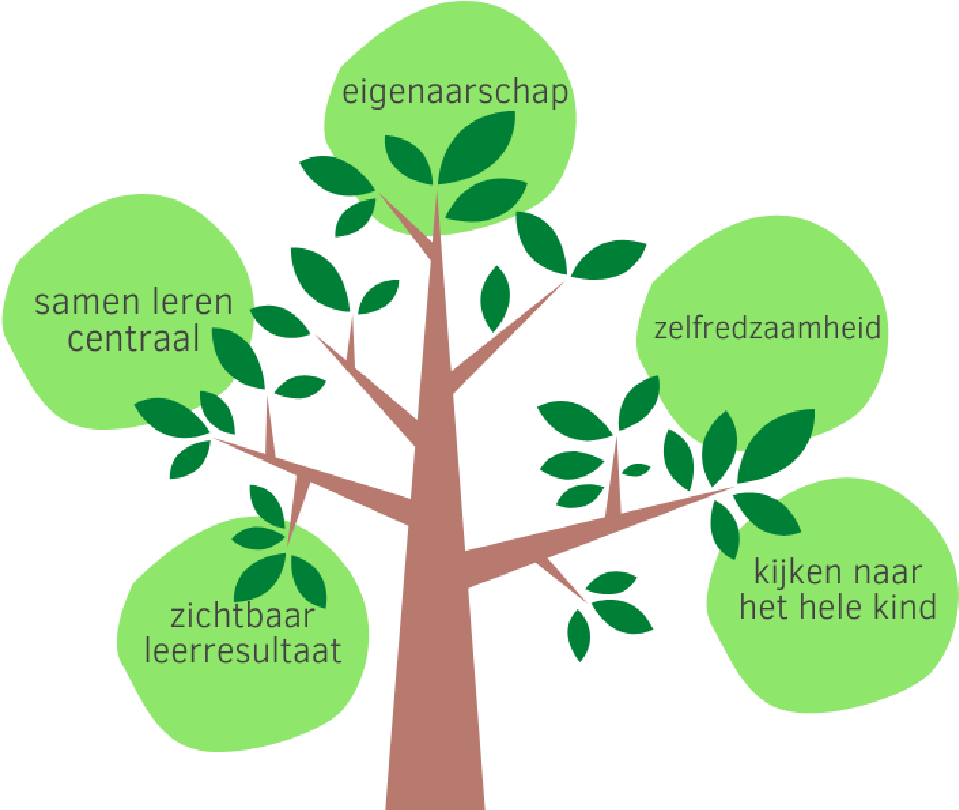 eigenaarschap
samen leren
centraal
zelfredzaamheid
kijken naar
het hele kind
zichtbaar
leerresultaat